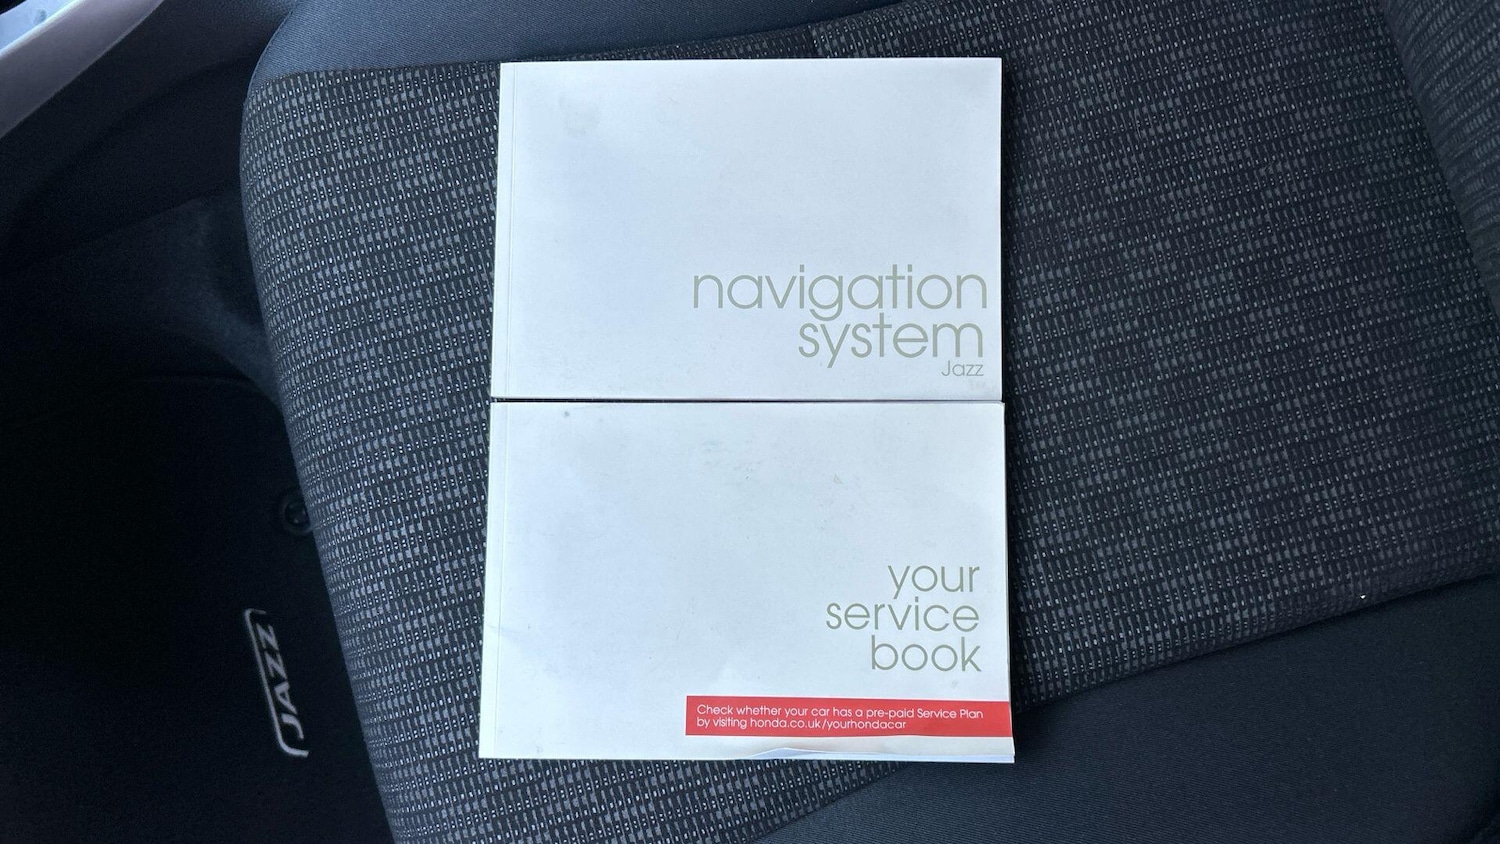 navigation
system
Jazz
your
service
book
Check whether your car has a pre-paid Service Plan
by visiting honda.co.uk/yourhondacar
JAZZ